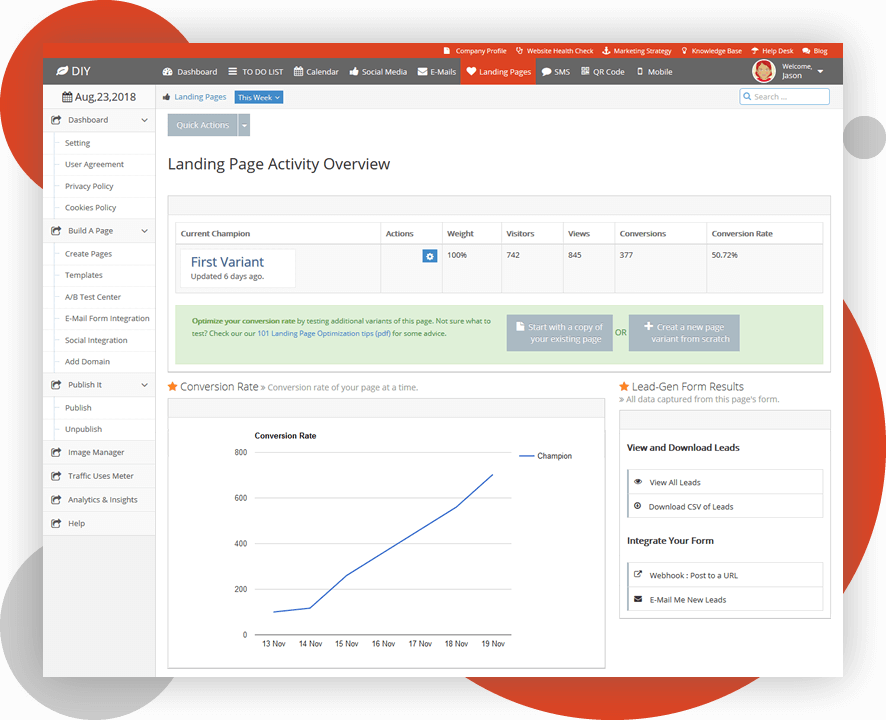 Company Profile Website Health Check Marketing Strategy Knowledge Base Help Desk Blog
DIY Dashboard TO DO LIST Calendar Social Media E-Mails Landing Pages SMS QR Code Mobile Welcome, Jason
Aug,23,2018
Landing Pages This Week
Search ...
Dashboard
Setting
User Agreement
Privacy Policy
Cookies Policy
Build A Page
Create Pages
Templates
A/B Test Center
E-Mail Form Integration
Social Integration
Add Domain
Publish It
Publish
Unpublish
Image Manager
Traffic Uses Meter
Analytics & Insights
Help
Quick Actions
Landing Page Activity Overview
Current Champion Actions Weight Visitors Views Conversions Conversion Rate
First Variant 100% 742 845 377 50.72%
Updated 6 days ago.
Optimize your conversion rate by testing additional variants of this page. Not sure what to
test? Check our our 101 Landing Page Optimization tips (pdf) for some advice.
Start with a copy of
your existing page
OR
Create a new page
variant from scratch
Conversion Rate » Conversion rate of your page at a time.
Conversion Rate
Champion
800
600
400
200
0
13 Nov 14 Nov 15 Nov 16 Nov 17 Nov 18 Nov 19 Nov
Lead-Gen Form Results
» All data captured from this page's form.
View and Download Leads
View All Leads
Download CSV of Leads
Integrate Your Form
Webhook : Post to a URL
E-Mail Me New Leads